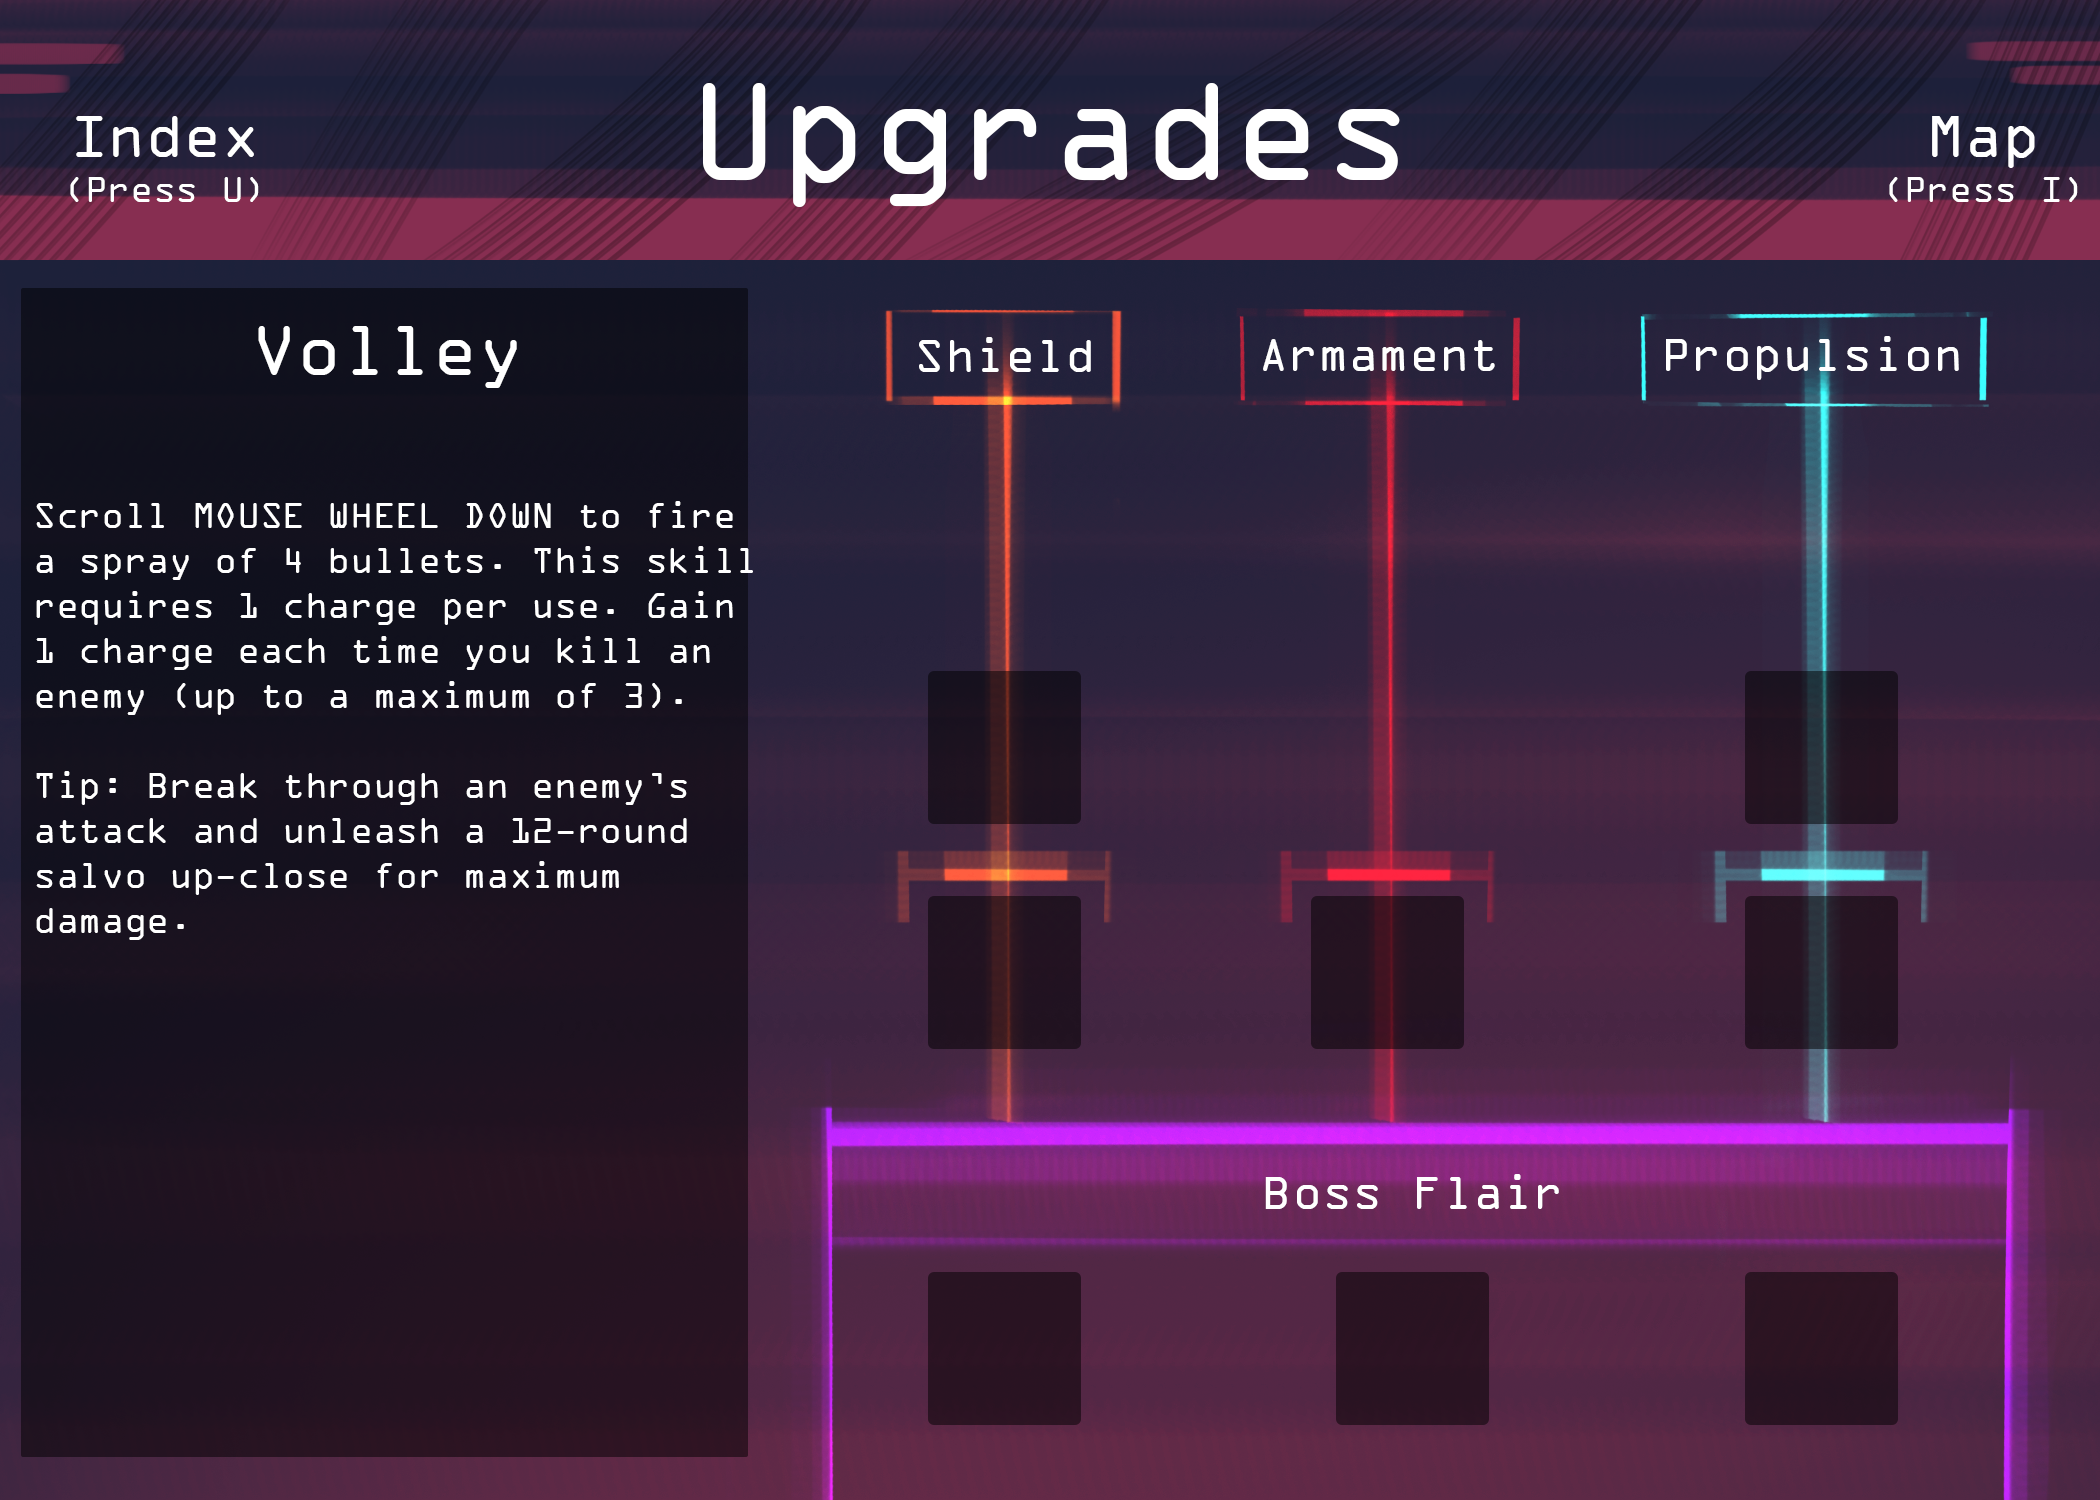 Upgrades
Index
(Press U)
Map
(Press I)
Volley
Scroll MOUSE WHEEL DOWN to fire
a spray of 4 bullets. This skill
requires 1 charge per use. Gain
1 charge each time you kill an
enemy (up to a maximum of 3).
Tip: Break through an enemy's
attack and unleash a 12-round
salvo up-close for maximum
damage.
Shield
Armament
Propulsion
Boss Flair